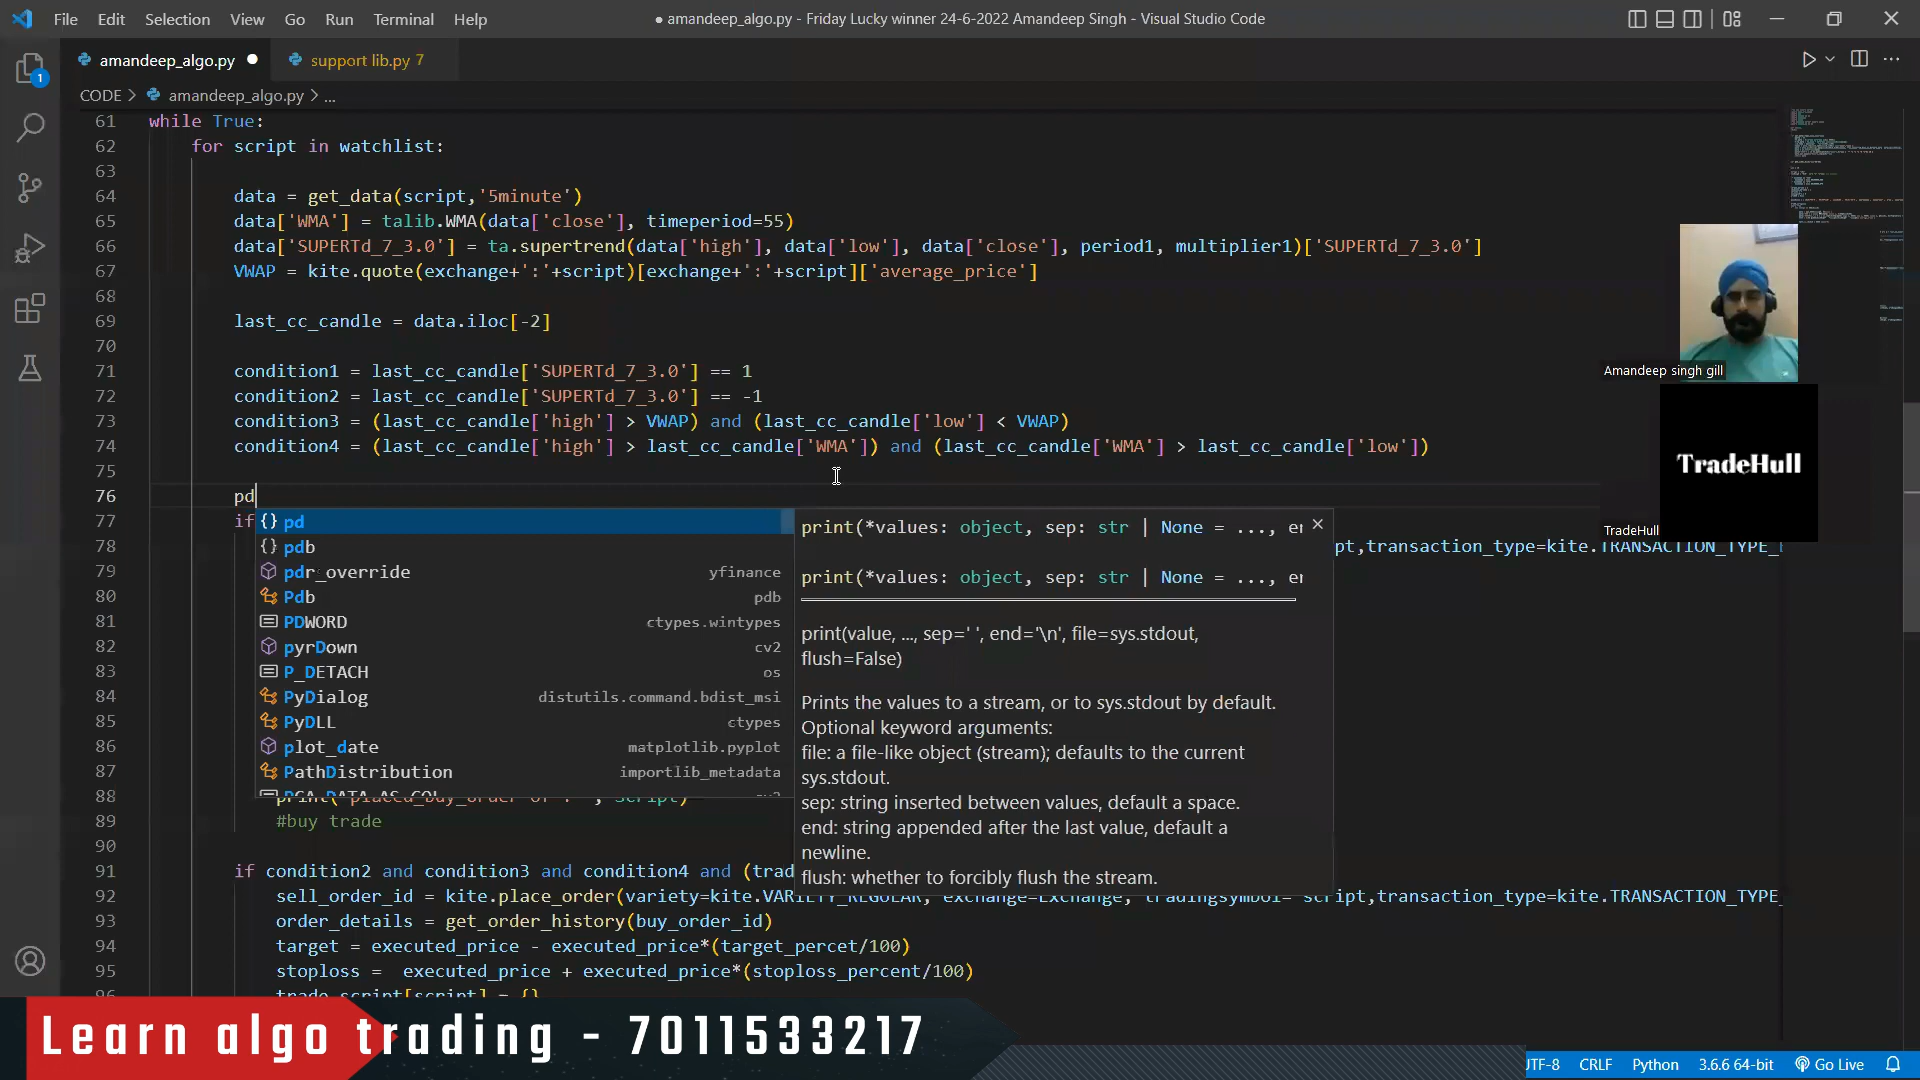 File Edit Selection View Go Run Terminal Help
● amandeep_algo.py - Friday Lucky winner 24-6-2022 Amandeep Singh - Visual Studio Code
amandeep_algo.py ●
support lib.py 7
CODE > amandeep_algo.py > ...
1
61 while True:
62 for script in watchlist:
63
64 data = get_data(script,'5minute')
65 data['WMA'] = talib.WMA(data['close'], timeperiod=55)
66 data['SUPERTd_7_3.0'] = ta.supertrend(data['high'], data['low'], data['close'], period1, multiplier1)['SUPERTd_7_3.0']
67 VWAP = kite.quote(exchange+':'+script)[exchange+':'+script]['average_price']
68
69 last_cc_candle = data.iloc[-2]
70
71 condition1 = last_cc_candle['SUPERTd_7_3.0'] == 1
72 condition2 = last_cc_candle['SUPERTd_7_3.0'] == -1
73 condition3 = (last_cc_candle['high'] > VWAP) and (last_cc_candle['low'] < VWAP)
74 condition4 = (last_cc_candle['high'] > last_cc_candle['WMA']) and (last_cc_candle['WMA'] > last_cc_candle['low'])
75
76 pd
77 if
78 pt,transaction_type=kite.TRANSACTION_TYPE_
79
80
81
82
83
84
85
86
87
88
89 #buy trade
90
91 if condition2 and condition3 and condition4 and (trad
92 sell_order_id = kite.place_order(variety=kite.VARIETY_REGULAR, exchange=Exchange, tradingsymbol= script,transaction_type=kite.TRANSACTION_TYPE_
93 order_details = get_order_history(buy_order_id)
94 target = executed_price - executed_price*(target_percet/100)
95 stoploss = executed_price + executed_price*(stoploss_percent/100)
96 trade_script[script] = {}
pd
pdb
pdr_override yfinance
Pdb pdb
PDWORD ctypes.wintypes
pyrDown cv2
P_DETACH os
PyDialog distutils.command.bdist_msi
PyDLL ctypes
plot_date matplotlib.pyplot
PathDistribution importlib_metadata
print(*values: object, sep: str | None = ..., er
print(*values: object, sep: str | None = ..., er
print(value, ..., sep=' ', end='\n', file=sys.stdout,
flush=False)
Prints the values to a stream, or to sys.stdout by default.
Optional keyword arguments:
file: a file-like object (stream); defaults to the current
sys.stdout.
sep: string inserted between values, default a space.
end: string appended after the last value, default a
newline.
flush: whether to forcibly flush the stream.
Amandeep singh gill
TradeHull
TradeHull
Learn algo trading - 7011533217
UTF-8 CRLF Python 3.6.6 64-bit Go Live